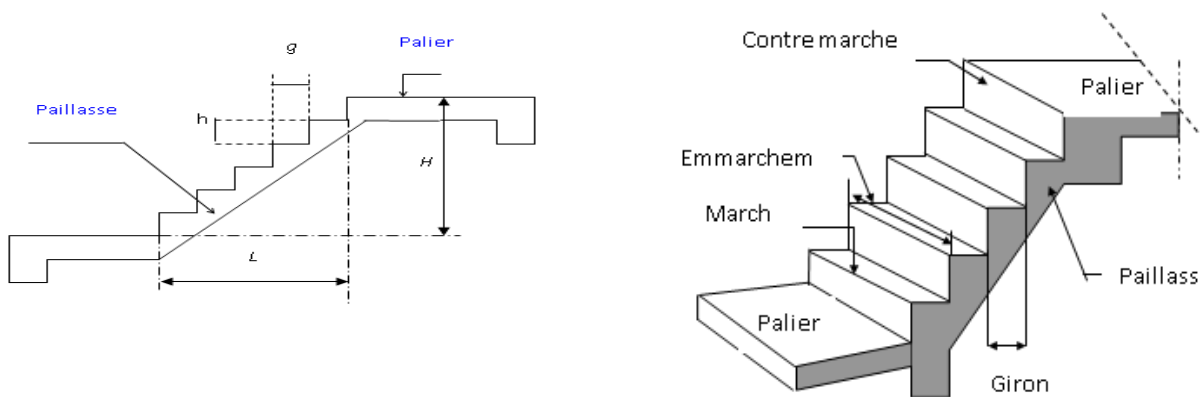 g
Palier
Paillasse
h
H
L
Contre marche
Palier
Emmarchem
March
Paillass
Palier
Giron